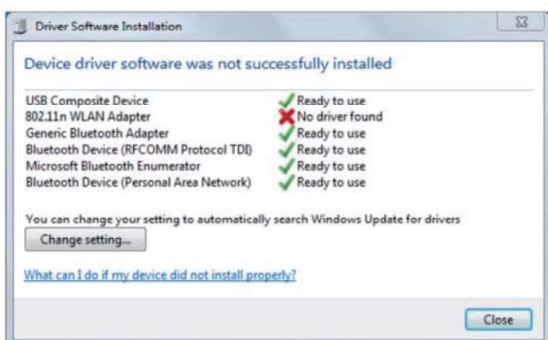 Driver Software Installation
Device driver software was not successfully installed
USB Composite Device Ready to use
802.11n WLAN Adapter No driver found
Generic Bluetooth Adapter Ready to use
Bluetooth Device (RFCOMM Protocol TDI) Ready to use
Microsoft Bluetooth Enumerator Ready to use
Bluetooth Device (Personal Area Network) Ready to use
You can change your setting to automatically search Windows Update for drivers
Change setting...
What can I do if my device did not install properly?
Close